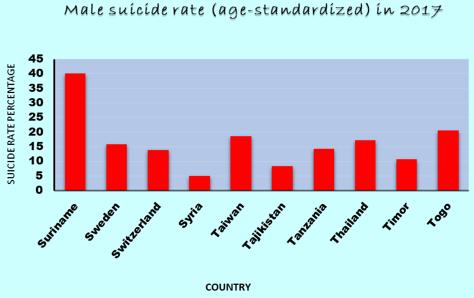 Male suicide rate (age-standardized) in 2017
SUICIDE RATE PERCENTAGE
45
40
35
30
25
20
15
10
5
0
Suriname
Sweden
Switzerland
Syria
Taiwan
Tajikistan
Tanzania
Thailand
Timor
Togo
COUNTRY